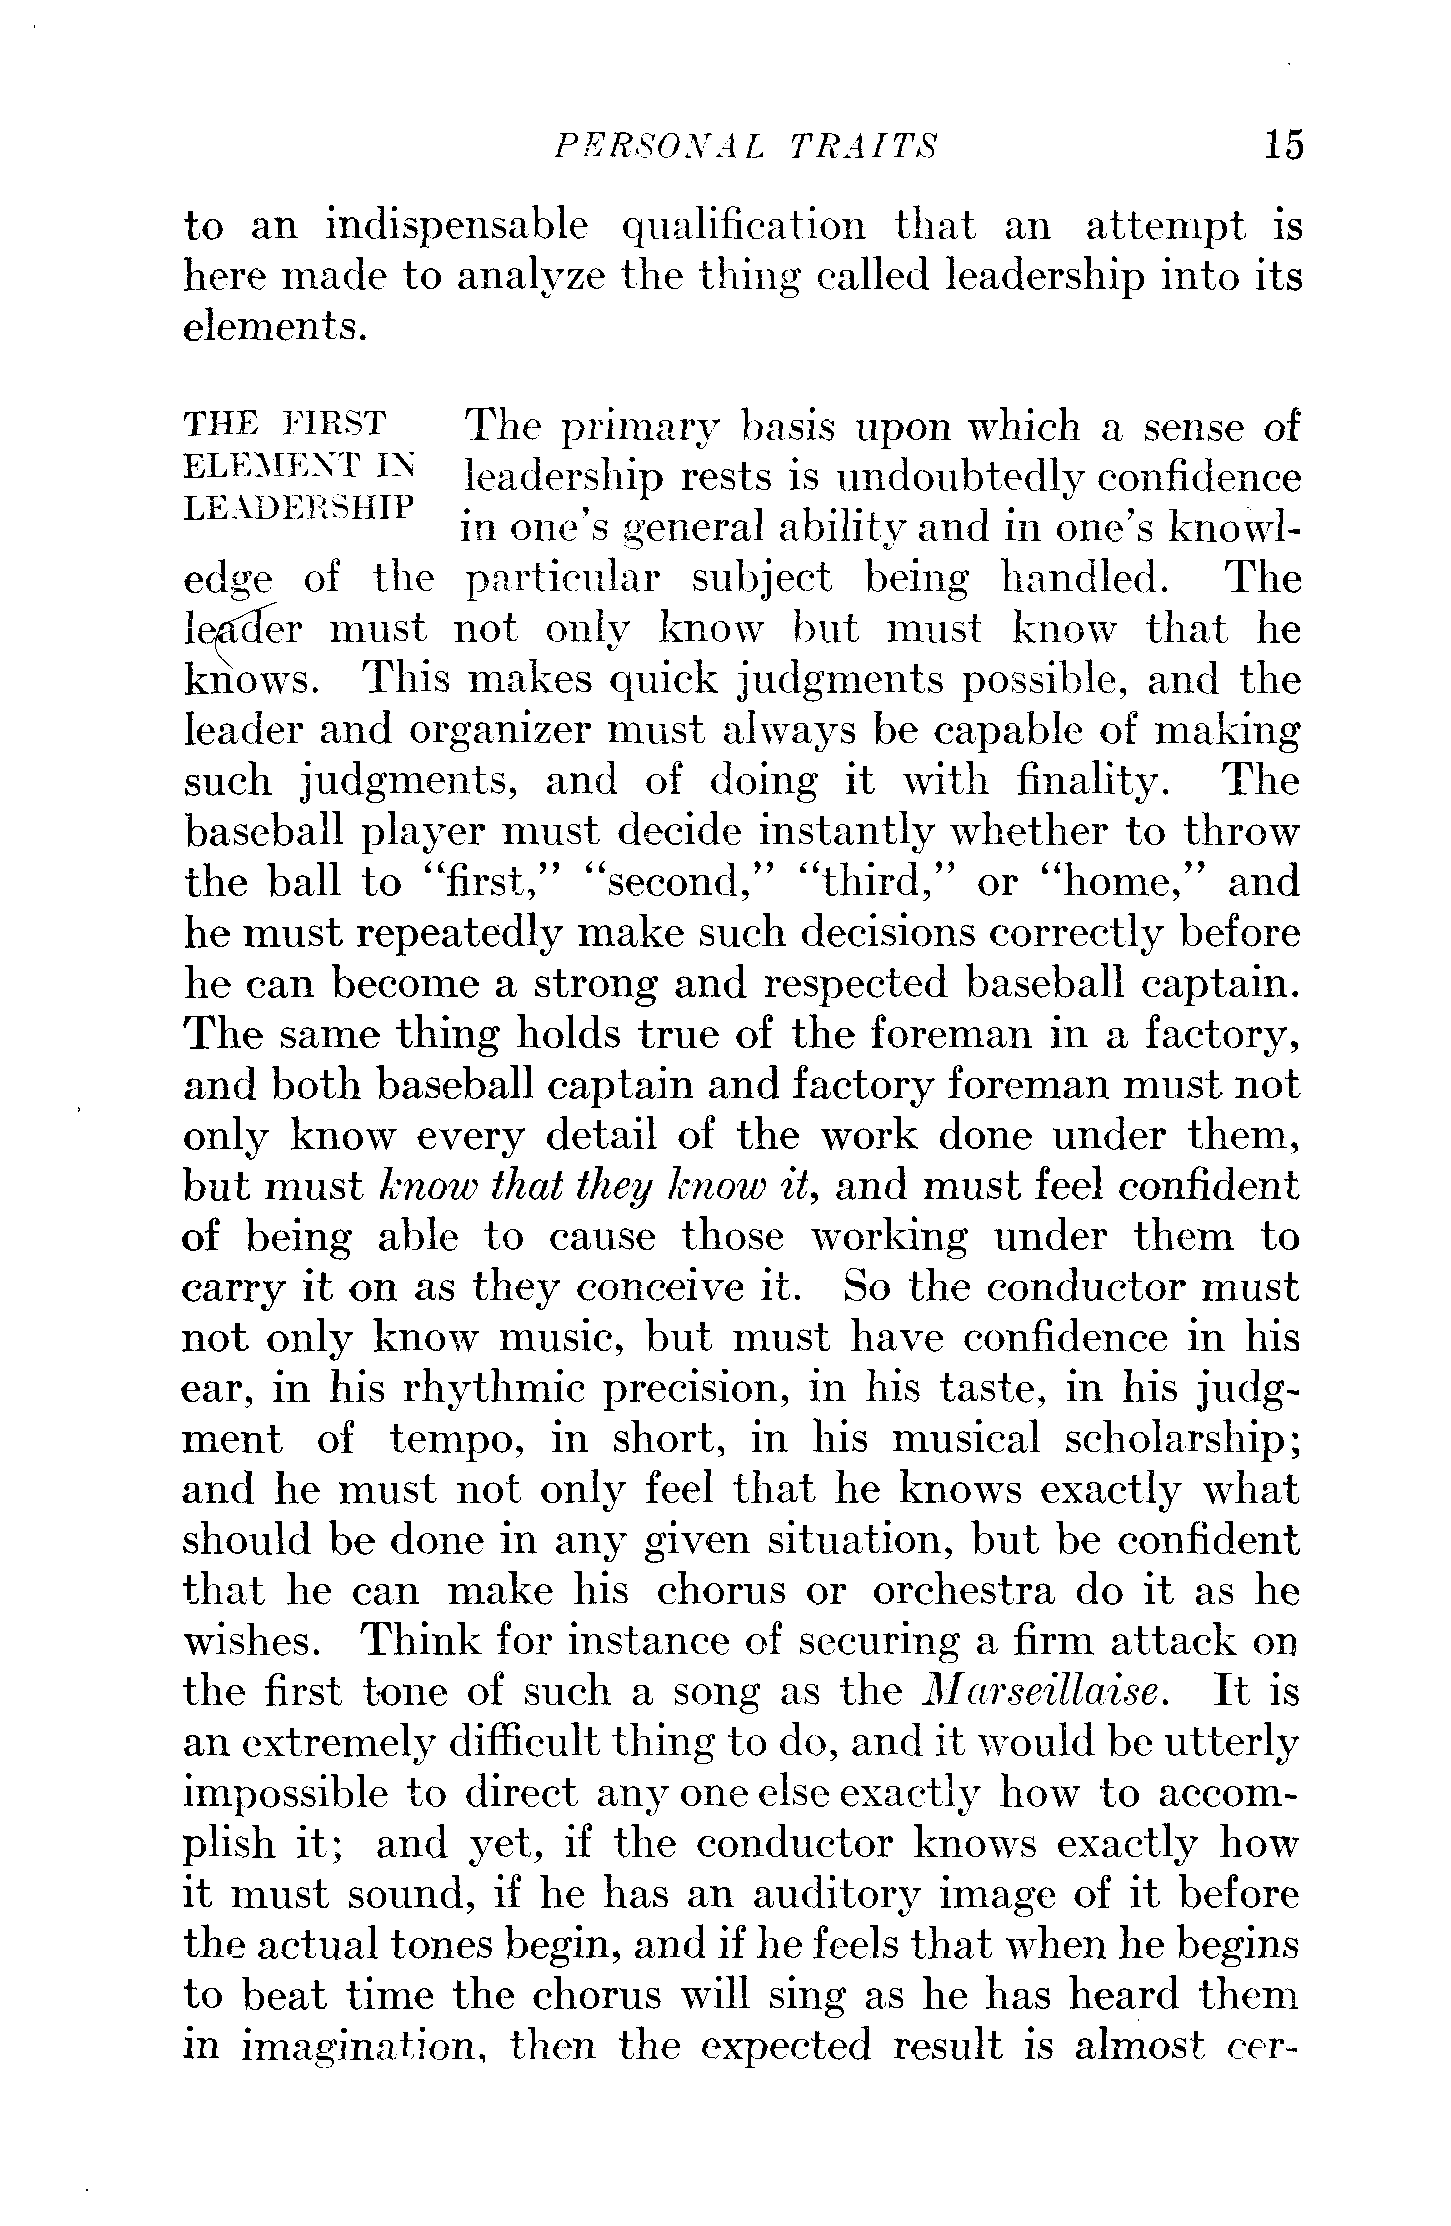 PERSONAL TRAITS 15
to an indispensable qualification that an attempt is
here made to analyze the thing called leadership into its
elements.
THE FIRST
ELEMENT IN
LEADERSHIP
The primary basis upon which a sense of
leadership rests is undoubtedly confidence
in one's general ability and in one's knowl-
edge of the particular subject being handled. The
leader must not only know but must know that he
knows. This makes quick judgments possible, and the
leader and organizer must always be capable of making
such judgments, and of doing it with finality. The
baseball player must decide instantly whether to throw
the ball to “first,” “second,” “third,” or “home,” and
he must repeatedly make such decisions correctly before
he can become a strong and respected baseball captain.
The same thing holds true of the foreman in a factory,
and both baseball captain and factory foreman must not
only know every detail of the work done under them,
but must know that they know it, and must feel confident
of being able to cause those working under them to
carry it on as they conceive it. So the conductor must
not only know music, but must have confidence in his
ear, in his rhythmic precision, in his taste, in his judg-
ment of tempo, in short, in his musical scholarship;
and he must not only feel that he knows exactly what
should be done in any given situation, but be confident
that he can make his chorus or orchestra do it as he
wishes. Think for instance of securing a firm attack on
the first tone of such a song as the Marseillaise. It is
an extremely difficult thing to do, and it would be utterly
impossible to direct any one else exactly how to accom-
plish it; and yet, if the conductor knows exactly how
it must sound, if he has an auditory image of it before
the actual tones begin, and if he feels that when he begins
to beat time the chorus will sing as he has heard them
in imagination, then the expected result is almost cer-